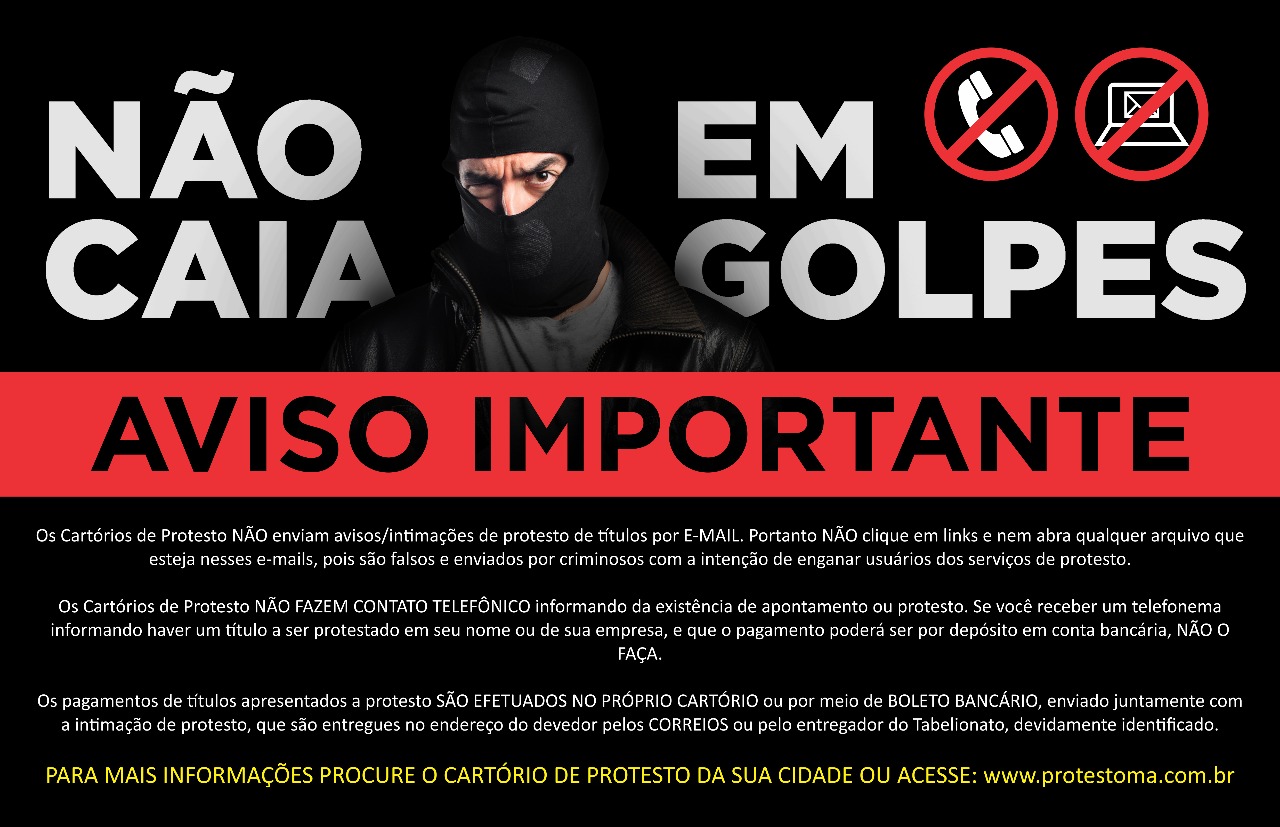 NÃO EM
CAIA GOLPES
AVISO IMPORTANTE
Os Cartórios de Protesto NÃO enviam avisos/intimações de protesto de títulos por E-MAIL. Portanto NÃO clique em links e nem abra qualquer arquivo que
esteja nesses e-mails, pois são falsos e enviados por criminosos com a intenção de enganar usuários dos serviços de protesto.
Os Cartórios de Protesto NÃO FAZEM CONTATO TELEFÔNICO informando da existência de apontamento ou protesto. Se você receber um telefonema
informando haver um título a ser protestado em seu nome ou de sua empresa, e que o pagamento poderá ser por depósito em conta bancária, NÃO O
FAÇA.
Os pagamentos de títulos apresentados a protesto SÃO EFETUADOS NO PRÓPRIO CARTÓRIO ou por meio de BOLETO BANCÁRIO, enviado juntamente com
a intimação de protesto, que são entregues no endereço do devedor pelos CORREIOS ou pelo entregador do Tabelionato, devidamente identificado.
PARA MAIS INFORMAÇÕES PROCURE O CARTÓRIO DE PROTESTO DA SUA CIDADE OU ACESSE: www.protestoma.com.br